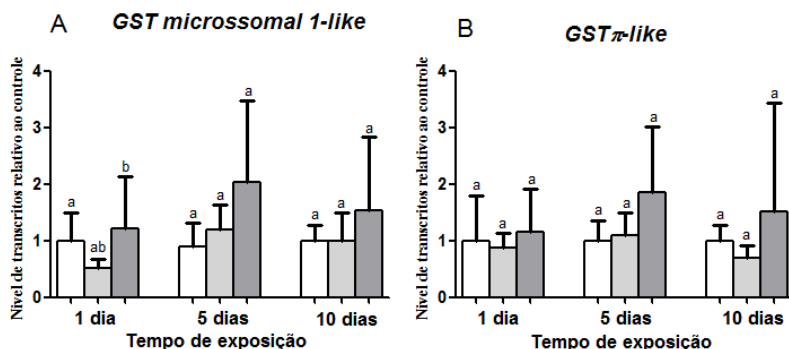 A
GST microssomal 1-like
Nivel de transcritos relativo ao controle
4
3
2
1
0
a
ab
b
a
a
a
a
a
a
1 dia
5 dias
10 dias
Tempo de exposição
B
GSTπ-like
Nivel de transcritos relativo ao controle
4
3
2
1
0
a
a
a
a
a
a
a
a
a
1 dia
5 dias
10 dias
Tempo de exposição